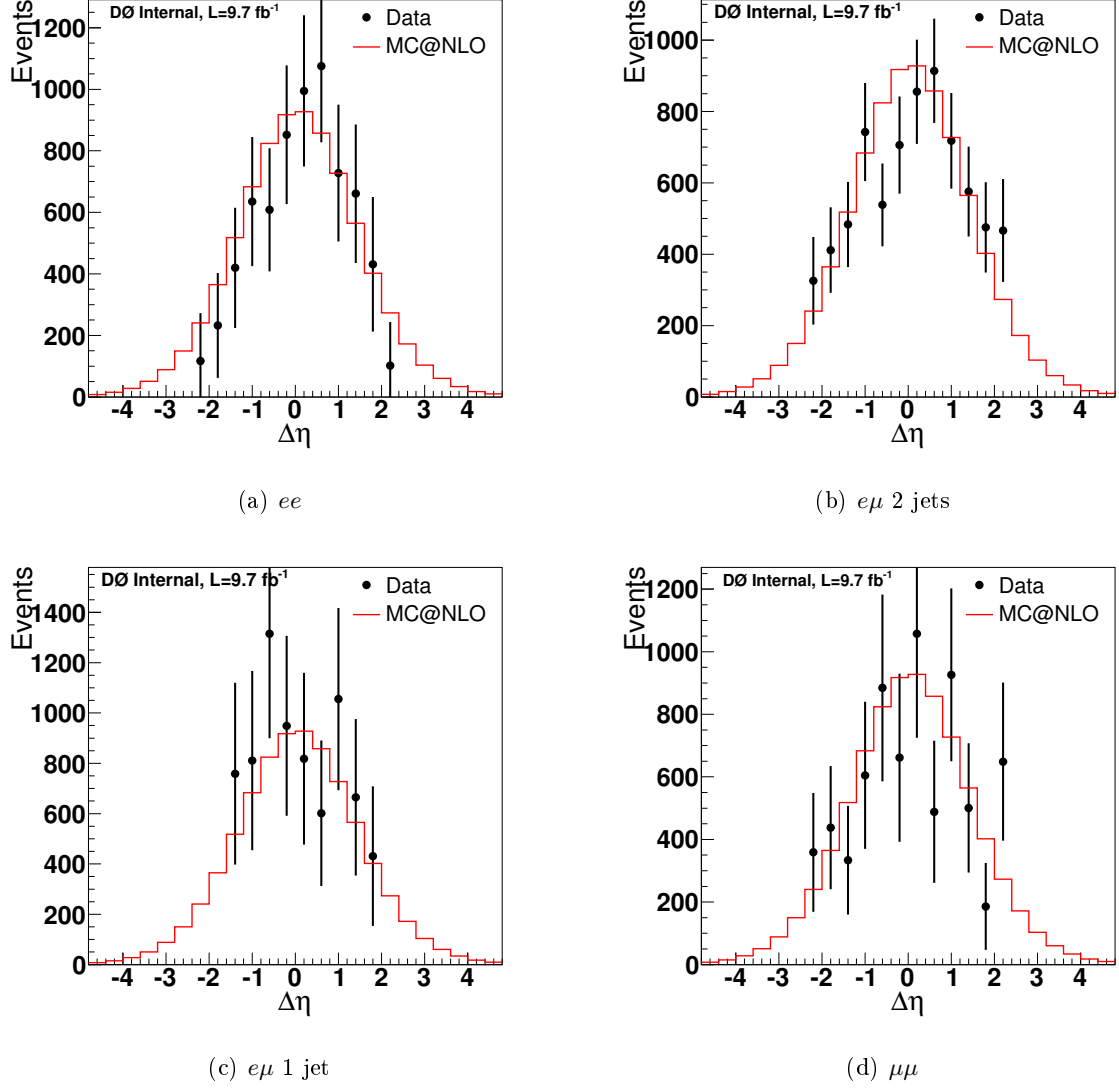 Events
DØ Internal, L=9.7 fb-1
Data
MC@NLO
1200
1000
800
600
400
200
0
-4 -3 -2 -1 0 1 2 3 4
Δη
(a) ee
Events
DØ Internal, L=9.7 fb-1
Data
MC@NLO
1000
800
600
400
200
0
-4 -3 -2 -1 0 1 2 3 4
Δη
(b) eμ 2 jets
Events
DØ Internal, L=9.7 fb-1
Data
MC@NLO
1400
1200
1000
800
600
400
200
0
-4 -3 -2 -1 0 1 2 3 4
Δη
(c) eμ 1 jet
Events
DØ Internal, L=9.7 fb-1
Data
MC@NLO
1200
1000
800
600
400
200
0
-4 -3 -2 -1 0 1 2 3 4
Δη
(d) μμ